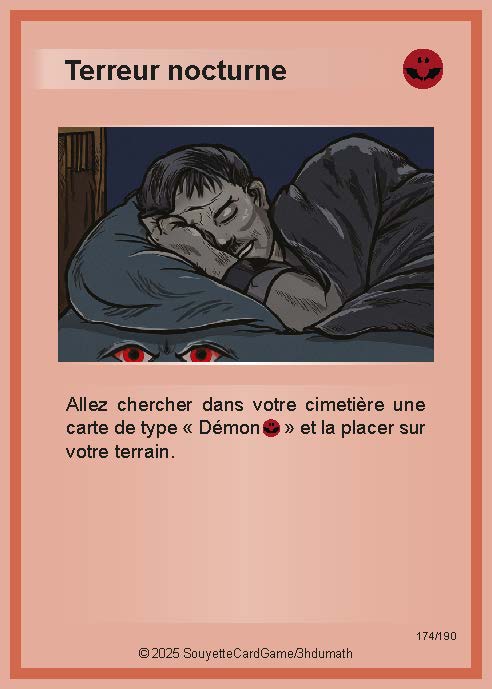 Terreur nocturne
Allez chercher dans votre cimetière une
carte de type « Démon » et la placer sur
votre terrain.
174/190
© 2025 SouyetteCardGame/3hdumath